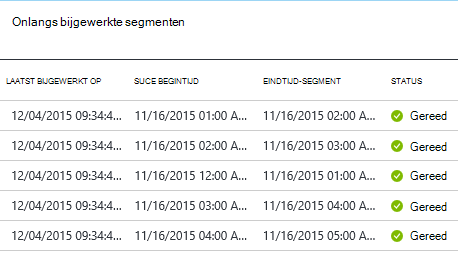 Onlangs bijgewerkte segmenten
LAATST BIJGEWERKT OP SUCE BEGINTIJD EINDTIJD-SEGMENT STATUS
12/04/2015 09:34:4... 11/16/2015 01:00 A... 11/16/2015 02:00 A... Gereed
12/04/2015 09:34:4... 11/16/2015 02:00 A... 11/16/2015 03:00 A... Gereed
12/04/2015 09:34:4... 11/16/2015 12:00 A... 11/16/2015 01:00 A... Gereed
12/04/2015 09:34:4... 11/16/2015 03:00 A... 11/16/2015 04:00 A... Gereed
12/04/2015 09:34:4... 11/16/2015 04:00 A... 11/16/2015 05:00 A... Gereed